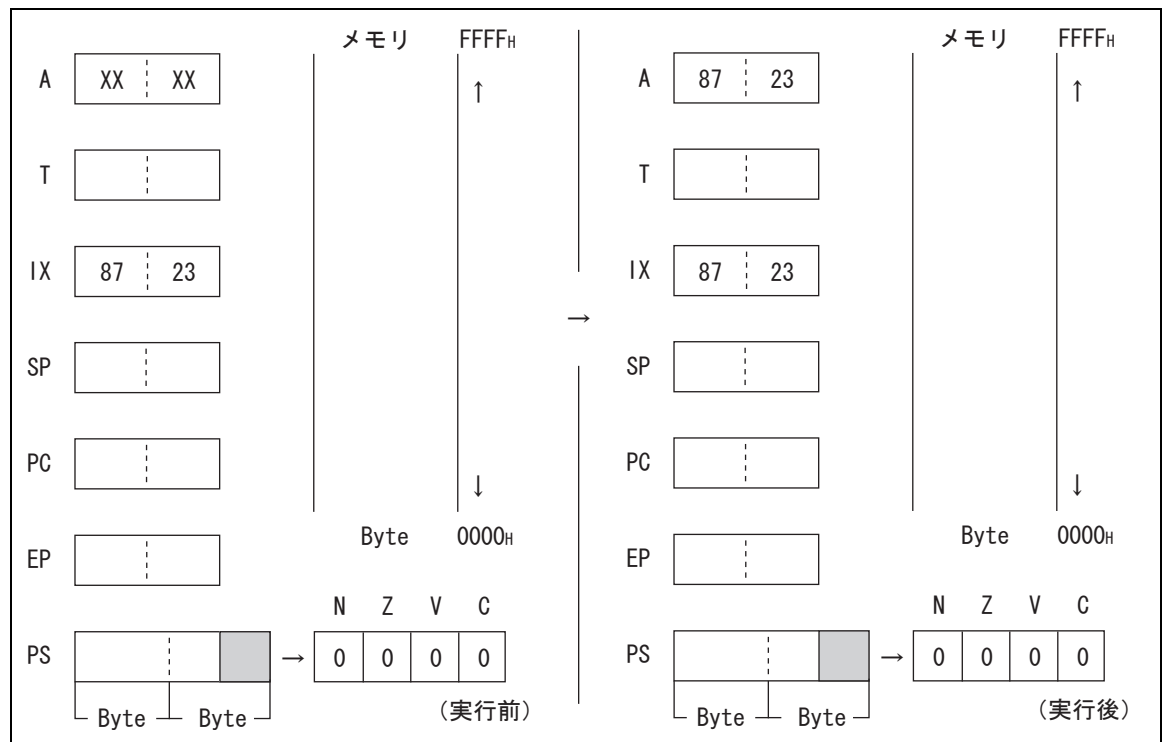 メモリ FFFFH
A XX XX
↑
T
IX 87 23
SP
PC
↓
Byte 0000H
EP
N Z V C
PS → 0 0 0 0
Byte Byte (実行前)
→
メモリ FFFFH
A 87 23
↑
T
IX 87 23
SP
PC
↓
Byte 0000H
EP
N Z V C
PS → 0 0 0 0
Byte Byte (実行後)